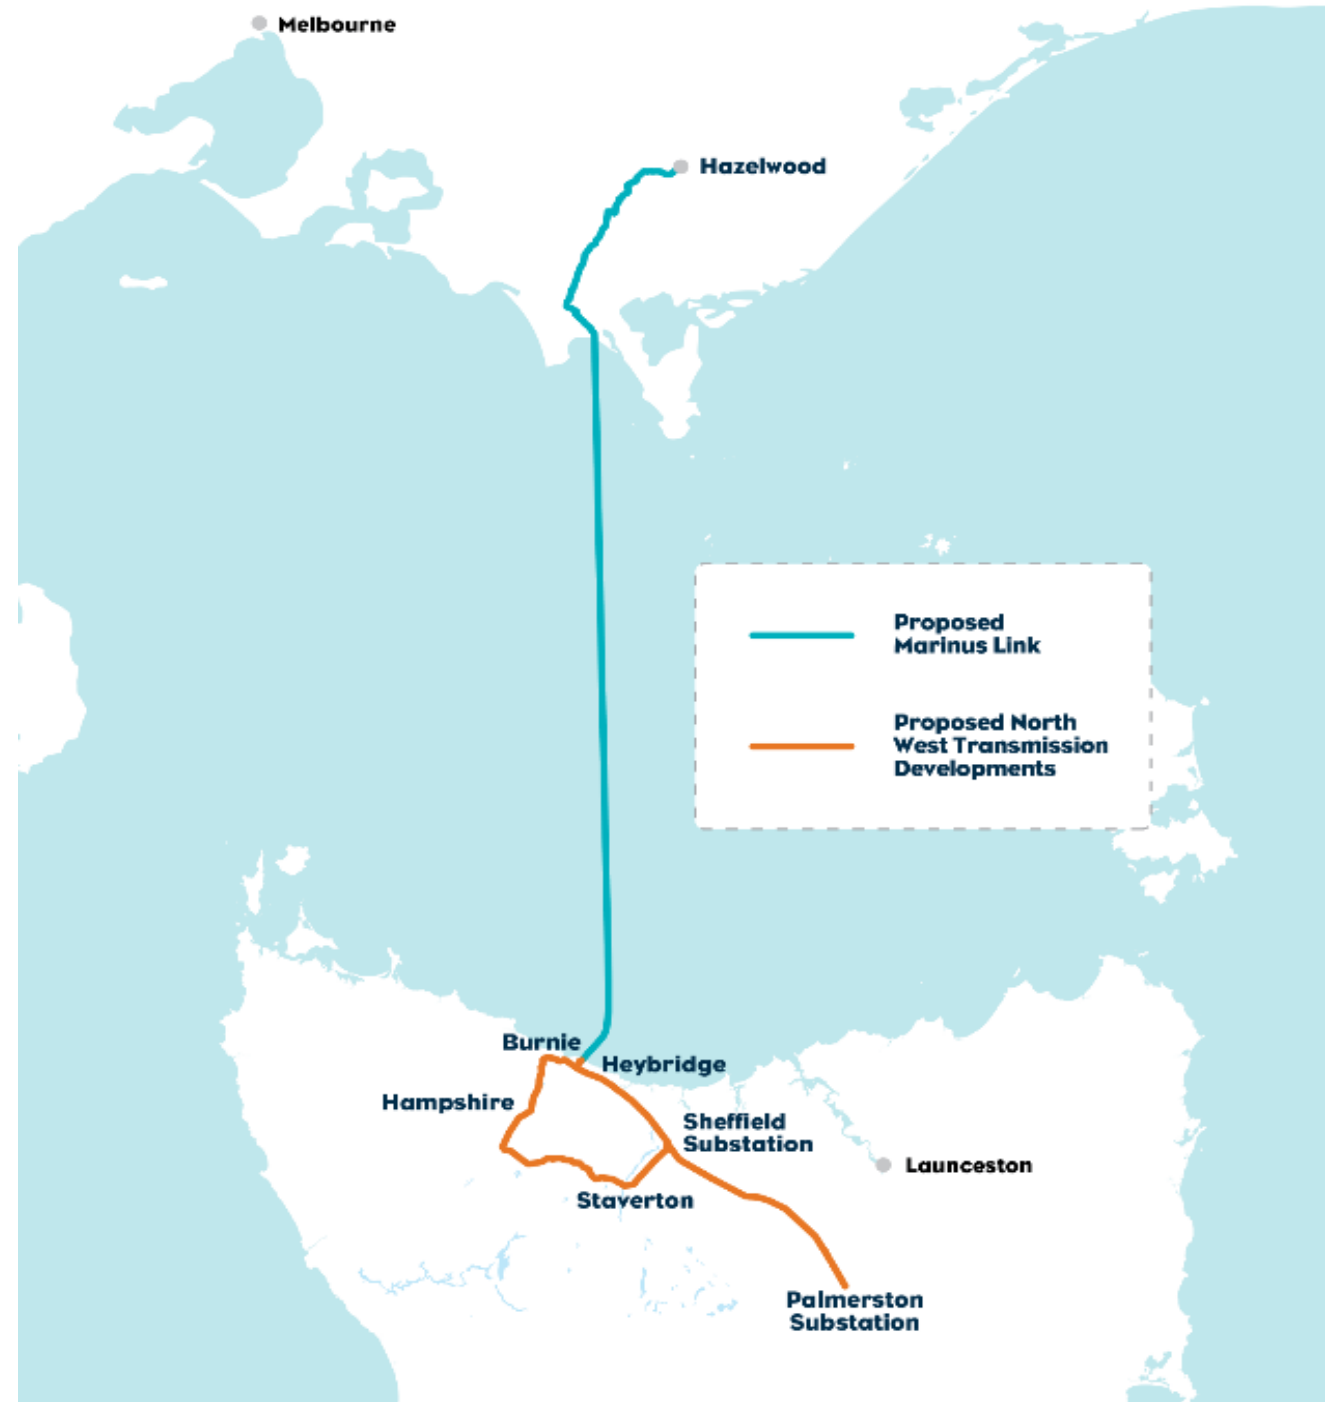 Melbourne
Hazelwood
Proposed
Marinus Link
Proposed North
West Transmission
Developments
Burnie
Heybridge
Hampshire
Sheffield
Substation
Launceston
Staverton
Palmerston
Substation